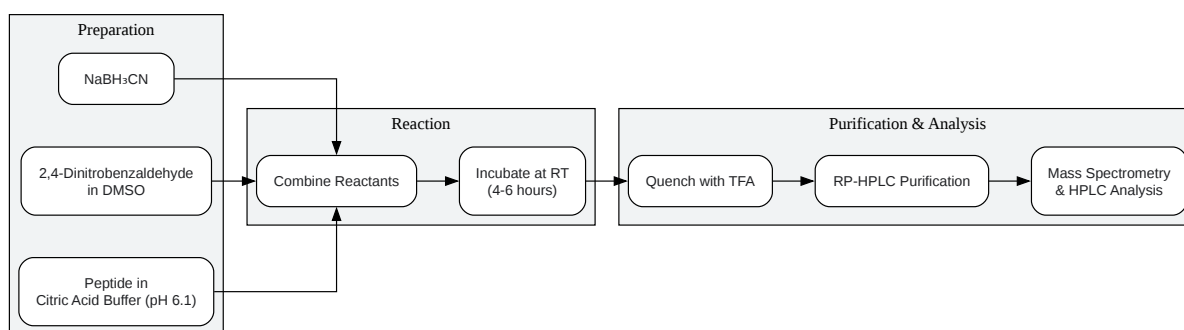 Preparation
NaBH₃CN
2,4-Dinitrobenzaldehyde
in DMSO
Peptide in
Citric Acid Buffer (pH 6.1)
Reaction
Combine Reactants
Incubate at RT
(4-6 hours)
Purification & Analysis
Quench with TFA
RP-HPLC Purification
Mass Spectrometry
& HPLC Analysis